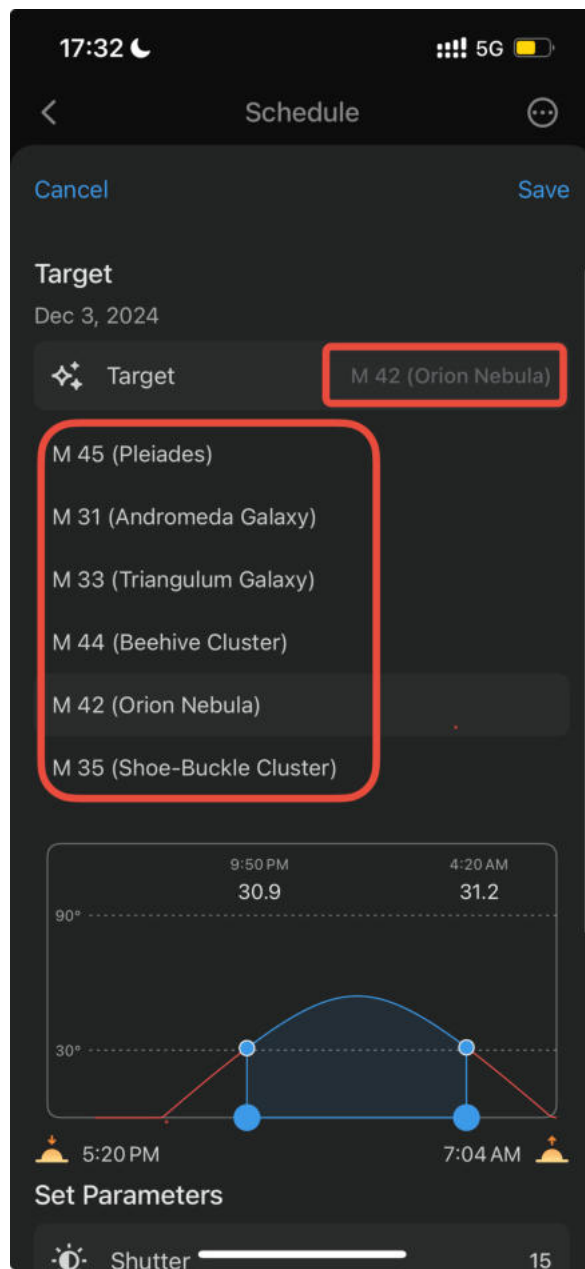 17:32 5G
Schedule
Cancel Save
Target
Dec 3, 2024
Target M 42 (Orion Nebula)
M 45 (Pleiades)
M 31 (Andromeda Galaxy)
M 33 (Triangulum Galaxy)
M 44 (Beehive Cluster)
M 42 (Orion Nebula)
M 35 (Shoe-Buckle Cluster)
9:50 PM 4:20 AM
30.9 31.2
90°
30°
5:20 PM 7:04 AM
Set Parameters
Shutter 15